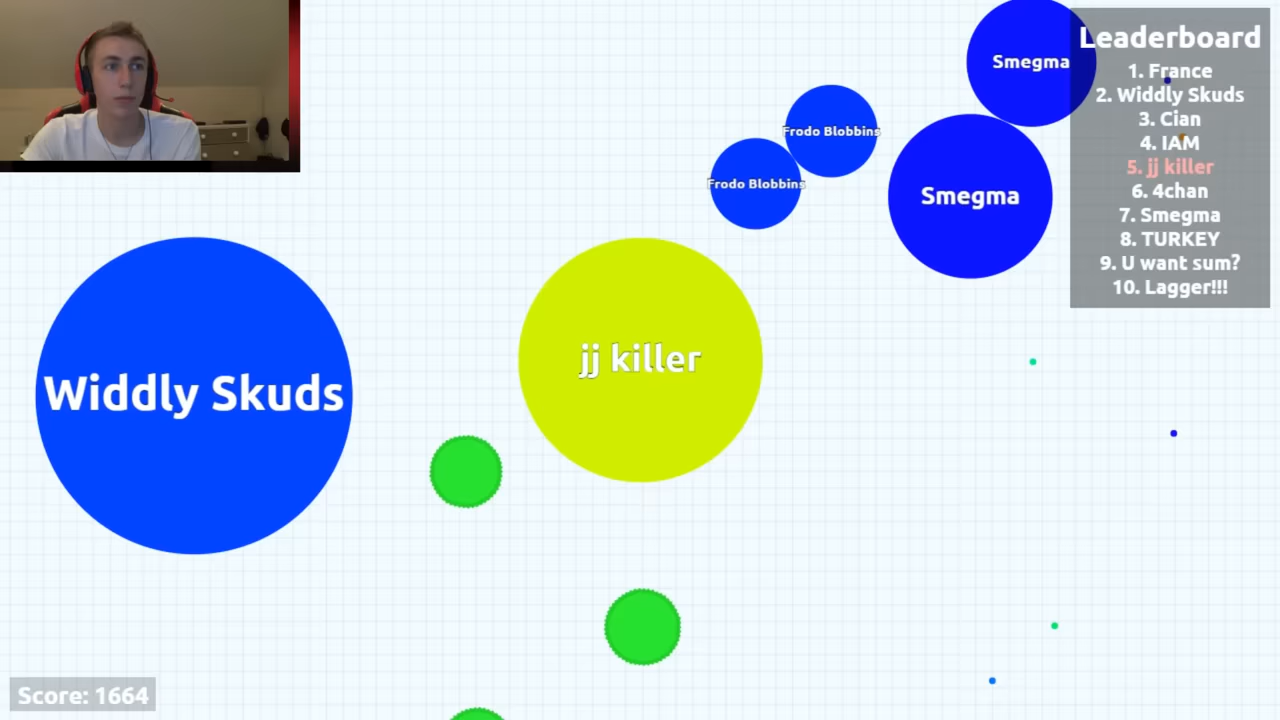 Smegma
Frodo Blobbins
Frodo Blobbins
Smegma
jj killer
Widdly Skuds
Leaderboard
1. France
2. Widdly Skuds
3. Cian
4. IAM
5. jj killer
6. 4chan
7. Smegma
8. TURKEY
9. U want sum?
10. Lagger!!!
Score: 1664